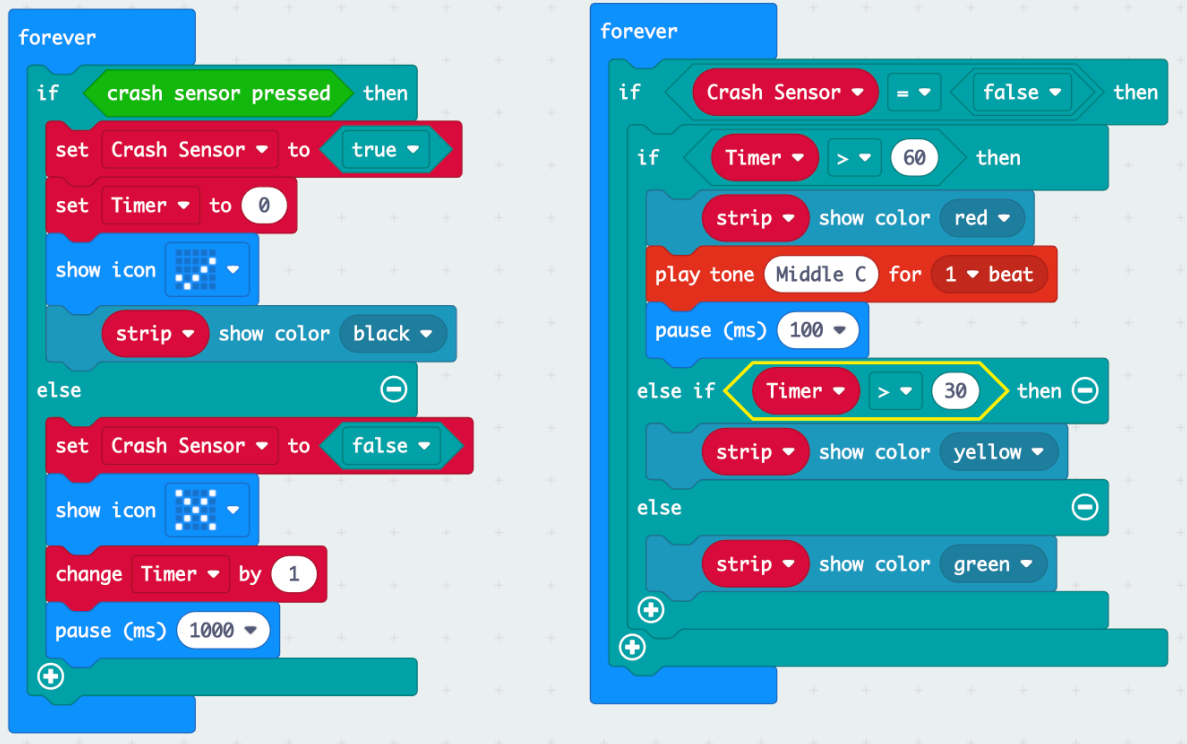 forever
if crash sensor pressed then
set Crash Sensor to true
set Timer to 0
show icon
strip show color black
else
set Crash Sensor to false
show icon
change Timer by 1
pause (ms) 1000
forever
if Crash Sensor = false then
if Timer > 60 then
strip show color red
play tone Middle C for 1 beat
pause (ms) 100
else if Timer > 30 then
strip show color yellow
else
strip show color green